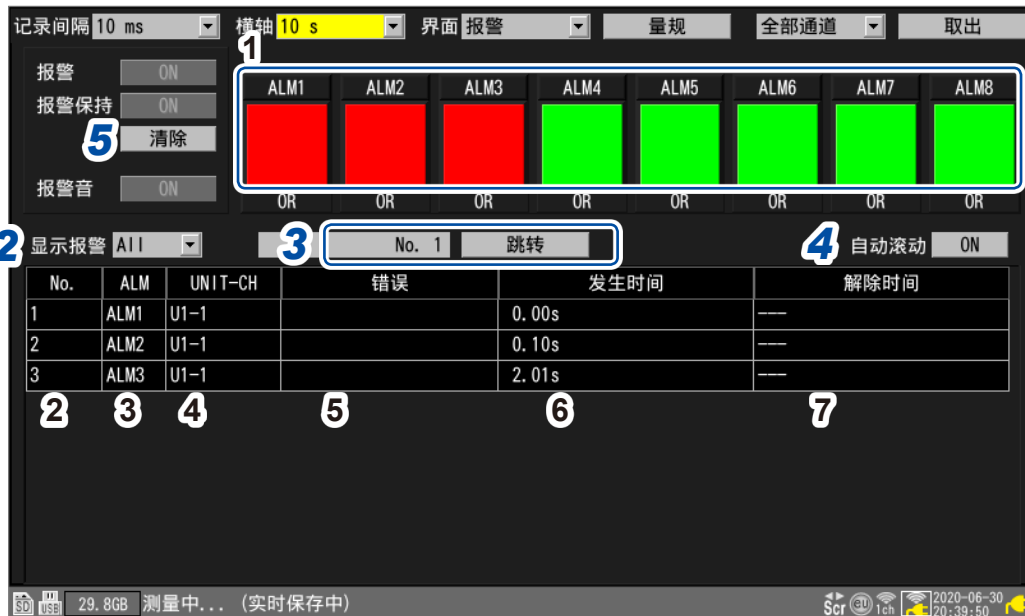 记录间隔 10 ms 横轴 10 s 界面 报警 量规 全部通道 取出
1
报警 ON
报警保持 ON
5 清除
报警音 ON
ALM1 ALM2 ALM3 ALM4 ALM5 ALM6 ALM7 ALM8
OR OR OR OR OR OR OR OR
2 显示报警 All 3 No. 1 跳转 4 自动滚动 ON
No. ALM UNIT-CH 错误 发生时间 解除时间
1 ALM1 U1-1 0.00s ---
2 ALM2 U1-1 0.10s ---
3 ALM3 U1-1 2.01s ---
2 3 4 5 6 7
SD USB 29.8GB 测量中... (实时保存中) Scr eU 1ch 2020-06-30
20:39:50